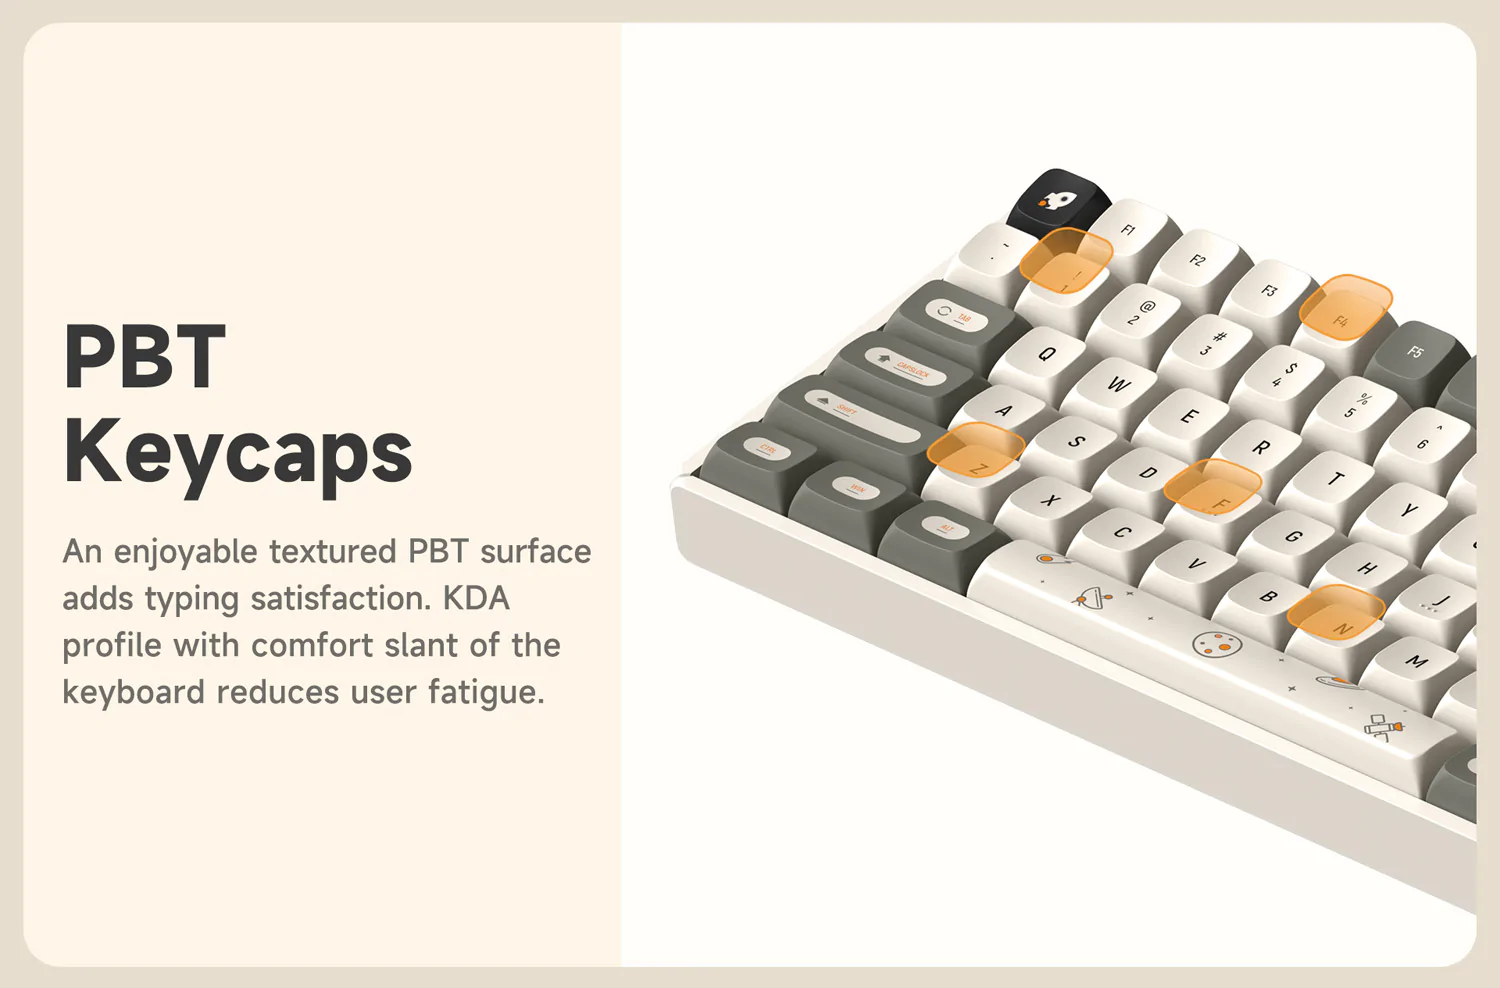 PBT
Keycaps
An enjoyable textured PBT surface
adds typing satisfaction. KDA
profile with comfort slant of the
keyboard reduces user fatigue.
F1
F2
F3
F4
F5
~
!
1
@
2
#
3
$
4
%
5
^
6
TAB
Q
W
E
R
T
Y
CAPSLOCK
A
S
D
F
G
H
J
SHIFT
Z
X
C
V
B
N
M
CTRL
WIN
ALT